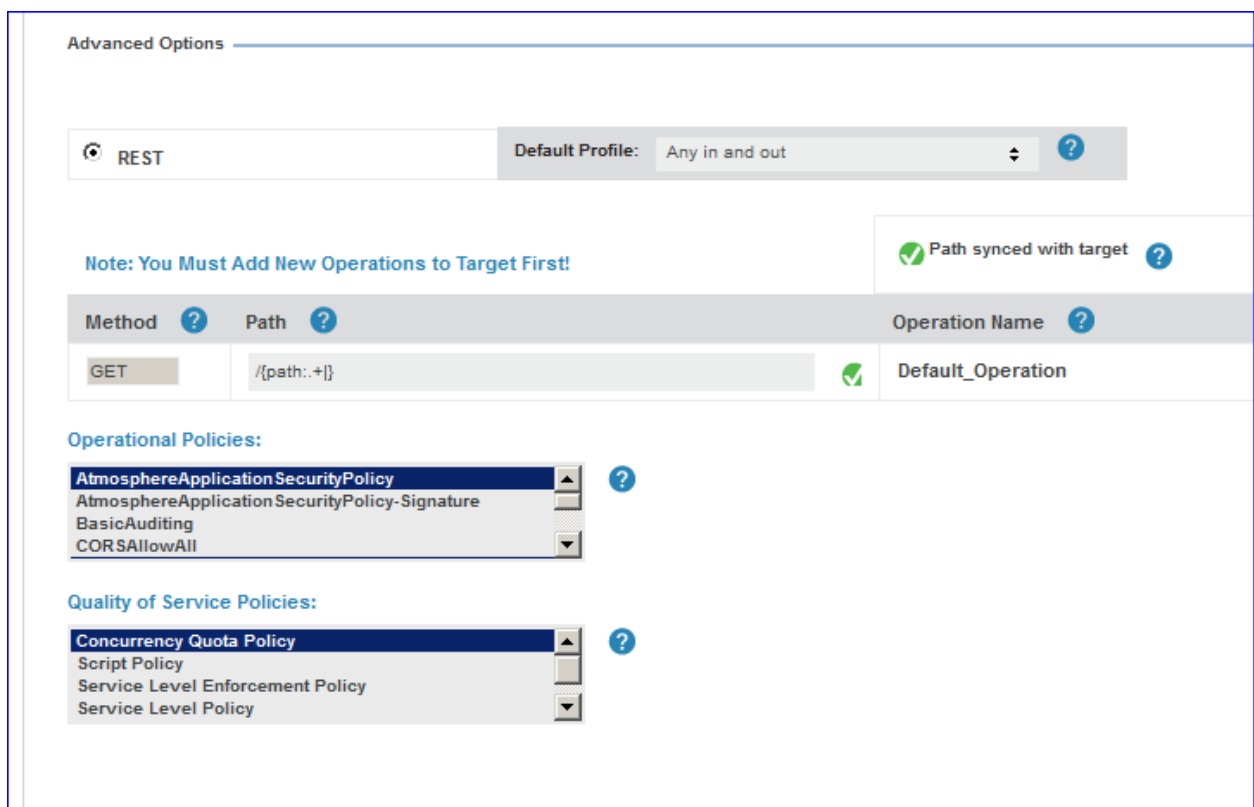 Advanced Options
REST
Default Profile: Any in and out ?
Note: You Must Add New Operations to Target First!
Path synced with target ?
Method ? Path ? Operation Name ?
GET /{path:.+|} Default_Operation
Operational Policies:
AtmosphereApplicationSecurityPolicy ?
AtmosphereApplicationSecurityPolicy-Signature
BasicAuditing
CORSAllowAll
Quality of Service Policies:
Concurrency Quota Policy ?
Script Policy
Service Level Enforcement Policy
Service Level Policy